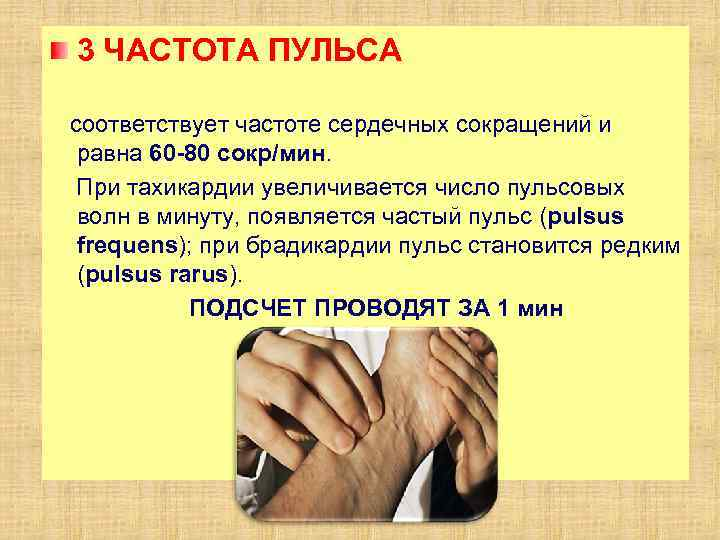 3 ЧАСТОТА ПУЛЬСА
соответствует частоте сердечных сокращений и
равна 60-80 сокр/мин.
При тахикардии увеличивается число пульсовых
волн в минуту, появляется частый пульс (pulsus
frequens); при брадикардии пульс становится редким
(pulsus rarus).
ПОДСЧЕТ ПРОВОДЯТ ЗА 1 мин